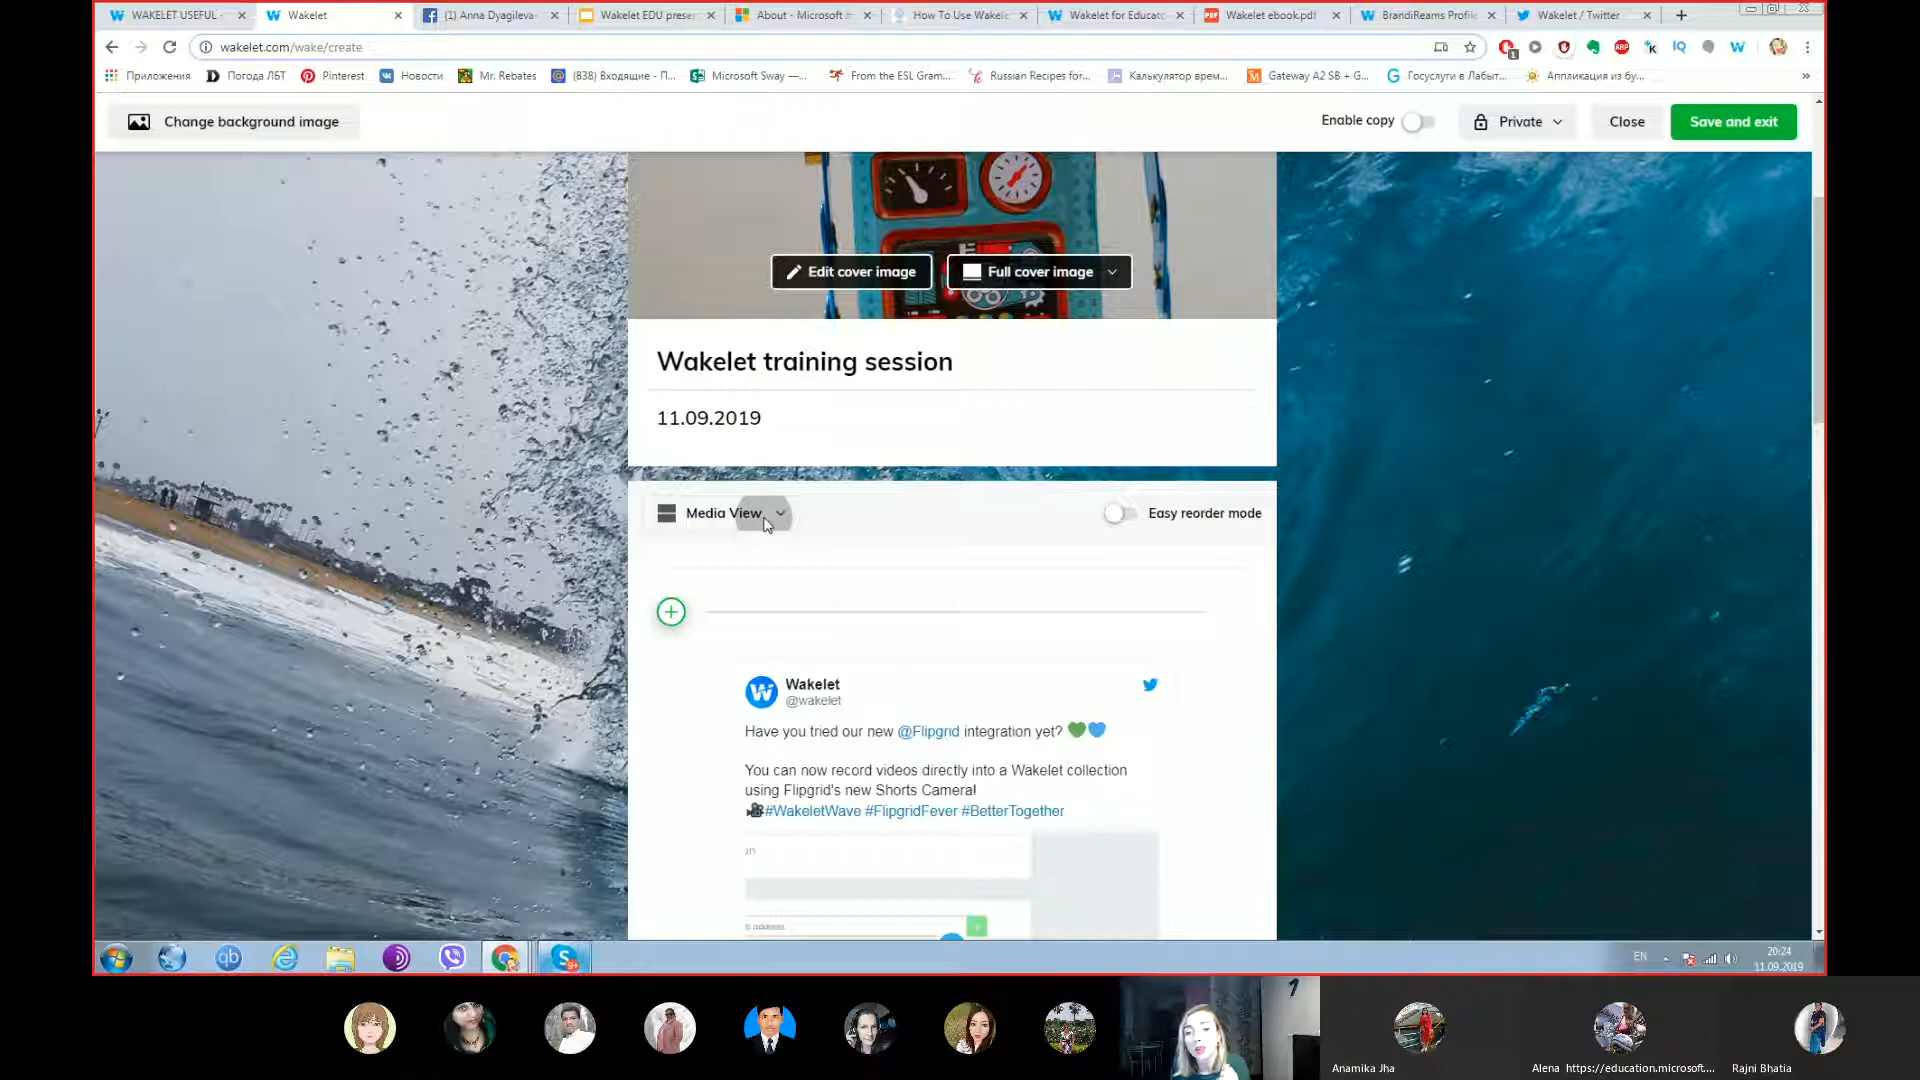 WAKELET USEFUL -
Wakelet
(1) Anna Dyagileva-
Wakelet EDU prese
About - Microsoft
How To Use Wakele
Wakelet for Educato
Wakelet ebook.pdf
BrandiReams Profile
Wakelet / Twitter
wakelet.com/wake/create
Приложения
Погода ЛБТ
Pinterest
Новости
Mr. Rebates
(838) Входящие - П...
Microsoft Sway —...
From the ESL Gram...
Russian Recipes for...
Калькулятор врем...
Gateway A2 SB + G...
Госуслуги в Лабыт...
Аппликация из бу...
Change background image
Enable copy
Private
Close
Save and exit
Edit cover image
Full cover image
Wakelet training session
11.09.2019
Media View
Easy reorder mode
Wakelet
@wakelet
Have you tried our new @Flipgrid integration yet? 💚💙
You can now record videos directly into a Wakelet collection
using Flipgrid's new Shorts Camera!
🎥#WakeletWave #FlipgridFever #BetterTogether
EN
20:24
11.09.2019
Anamika Jha
Alena https://education.microsoft....
Rajni Bhatia